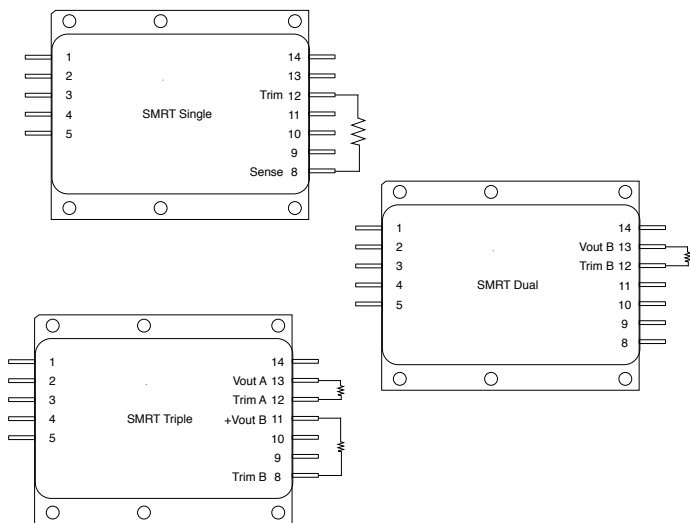 1 14
2 13
3 Trim 12
4 SMRT Single 11
5 10
9
Sense 8
1 14
2 Vout B 13
3 Trim B 12
4 SMRT Dual 11
5 10
9
8
1 14
2 Vout A 13
3 Trim A 12
4 SMRT Triple +Vout B 11
5 10
9
Trim B 8